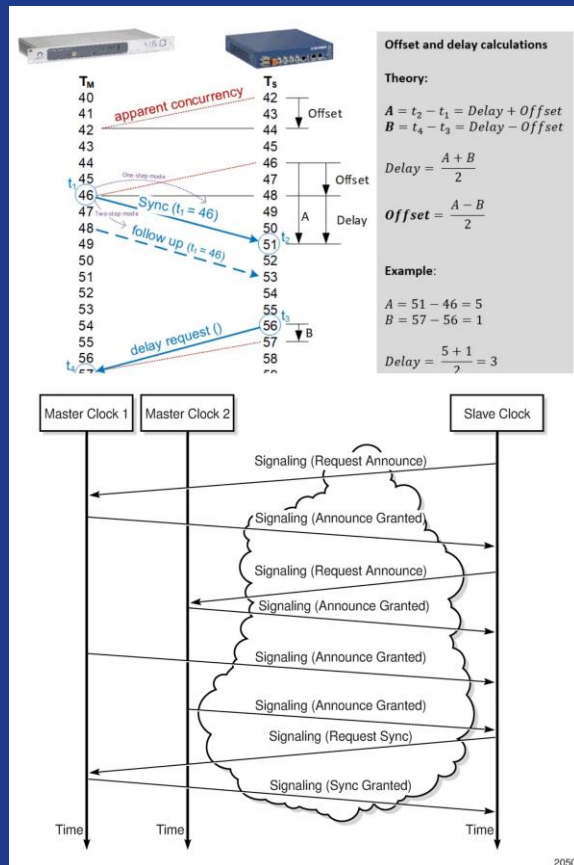 T_M
40
41
42
43
44
45
46
47
48
49
50
51
52
53
54
55
56
57
T_S
42
43
44
45
46
47
48
49
50
51
52
53
54
55
56
57
58
59
apparent concurrency
Offset
t₁
One-step mode
Sync (t₁ = 46)
Two-step mode
follow up (t₁ = 46)
Offset
A
Delay
t₂
t₃
B
delay request ()
t₄
Offset and delay calculations
Theory:
A = t₂ − t₁ = Delay + Offset
B = t₄ − t₃ = Delay − Offset
Delay = (A + B) / 2
Offset = (A − B) / 2
Example:
A = 51 − 46 = 5
B = 57 − 56 = 1
Delay = (5 + 1) / 2 = 3
Master Clock 1
Master Clock 2
Slave Clock
Signaling (Request Announce)
Signaling (Announce Granted)
Signaling (Request Announce)
Signaling (Announce Granted)
Signaling (Announce Granted)
Signaling (Announce Granted)
Signaling (Request Sync)
Signaling (Sync Granted)
Time
Time
Time